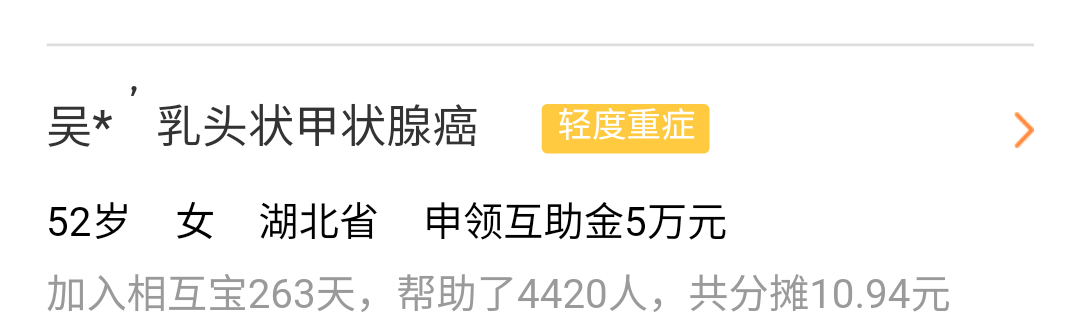 吴*，乳头状甲状腺癌 轻度重症
52岁 女 湖北省 申领互助金5万元
加入相互宝263天，帮助了4420人，共分摊10.94元